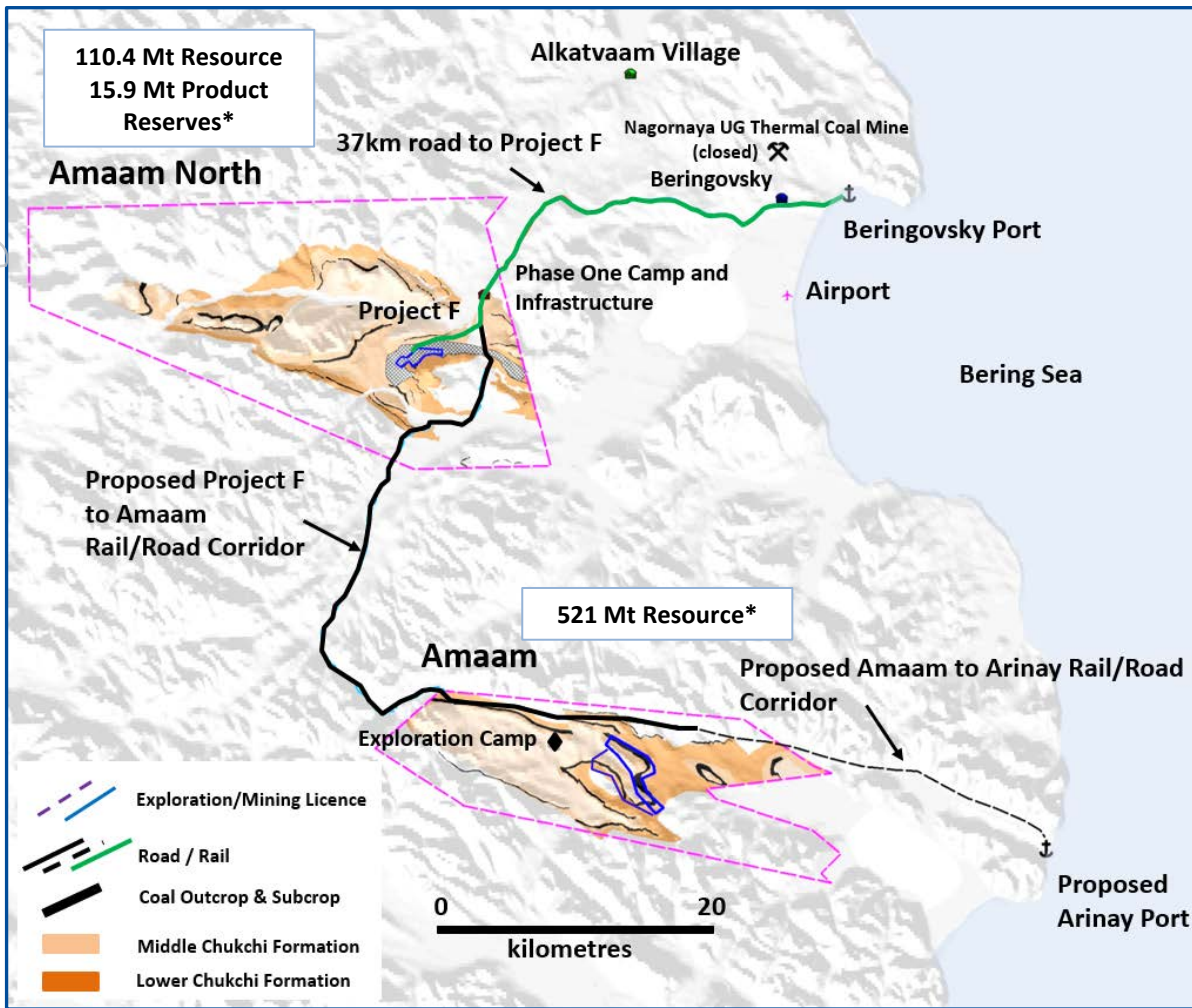 110.4 Mt Resource
15.9 Mt Product
Reserves*
Amaam North
Alkatvaam Village
Nagornaya UG Thermal Coal Mine
(closed)
37km road to Project F
Beringovsky
Beringovsky Port
Phase One Camp and
Infrastructure
Airport
Project F
Bering Sea
Proposed Project F
to Amaam
Rail/Road Corridor
521 Mt Resource*
Amaam
Proposed Amaam to Arinay Rail/Road
Corridor
Exploration Camp
Exploration/Mining Licence
Road / Rail
Coal Outcrop & Subcrop
Middle Chukchi Formation
Lower Chukchi Formation
0 20
kilometres
Proposed
Arinay Port